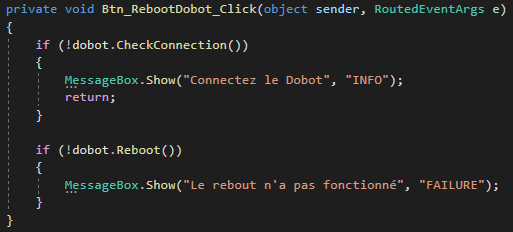 private void Btn_RebootDobot_Click(object sender, RoutedEventArgs e)
{
if (!dobot.CheckConnection())
{
MessageBox.Show("Connectez le Dobot", "INFO");
return;
}
if (!dobot.Reboot())
{
MessageBox.Show("Le rebout n'a pas fonctionné", "FAILURE");
}
}